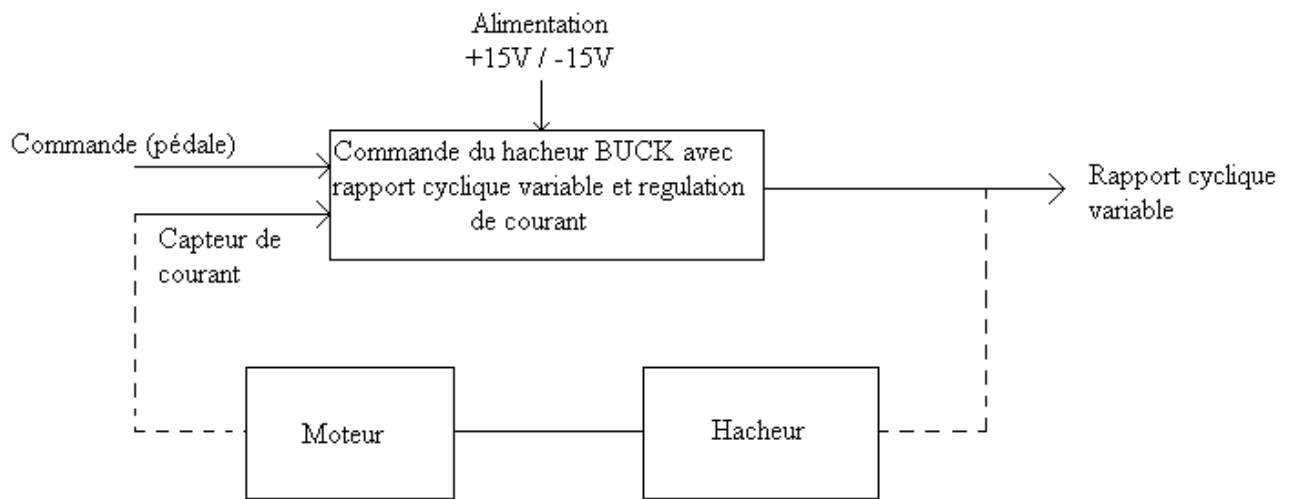 Alimentation
+15V / -15V
Commande (pédale)
Commande du hacheur BUCK avec
rapport cyclique variable et regulation
de courant
Rapport cyclique
variable
Capteur de
courant
Moteur
Hacheur